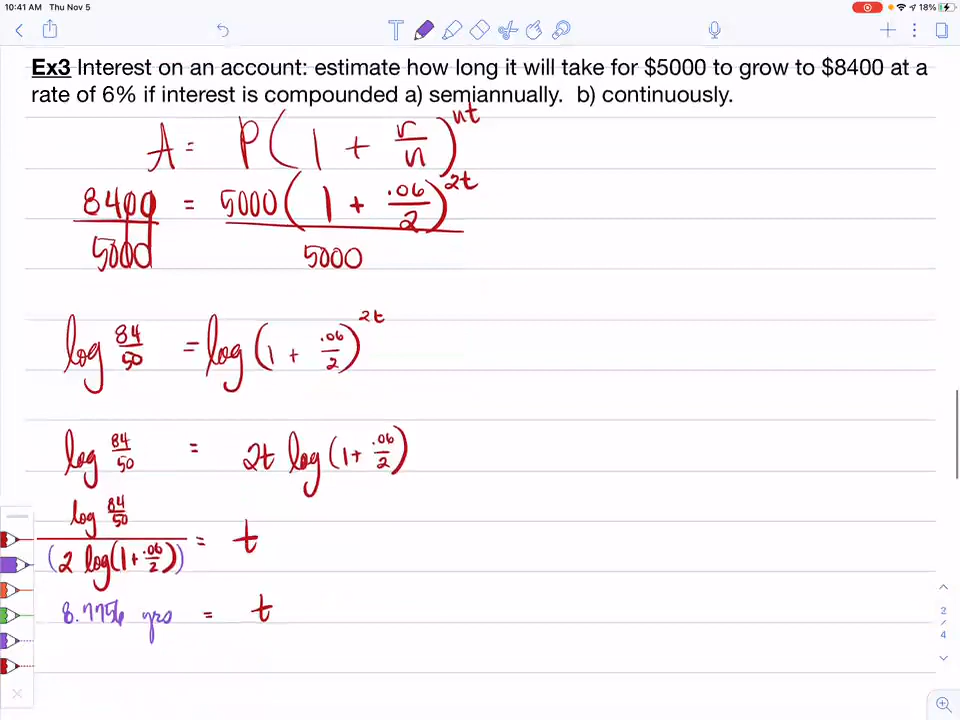 10:41 AM Thu Nov 5
18%
Ex3 Interest on an account: estimate how long it will take for $5000 to grow to $8400 at a
rate of 6% if interest is compounded a) semiannually. b) continuously.
A = P(1 + r/n)^nt
8400/5000 = 5000(1 + .06/2)^2t/5000
log 84/50 = log(1 + .06/2)^2t
log 84/50 = 2t log(1 + .06/2)
log 84/50 / (2 log(1 + .06/2)) = t
8.7756 yrs = t
2
/
4